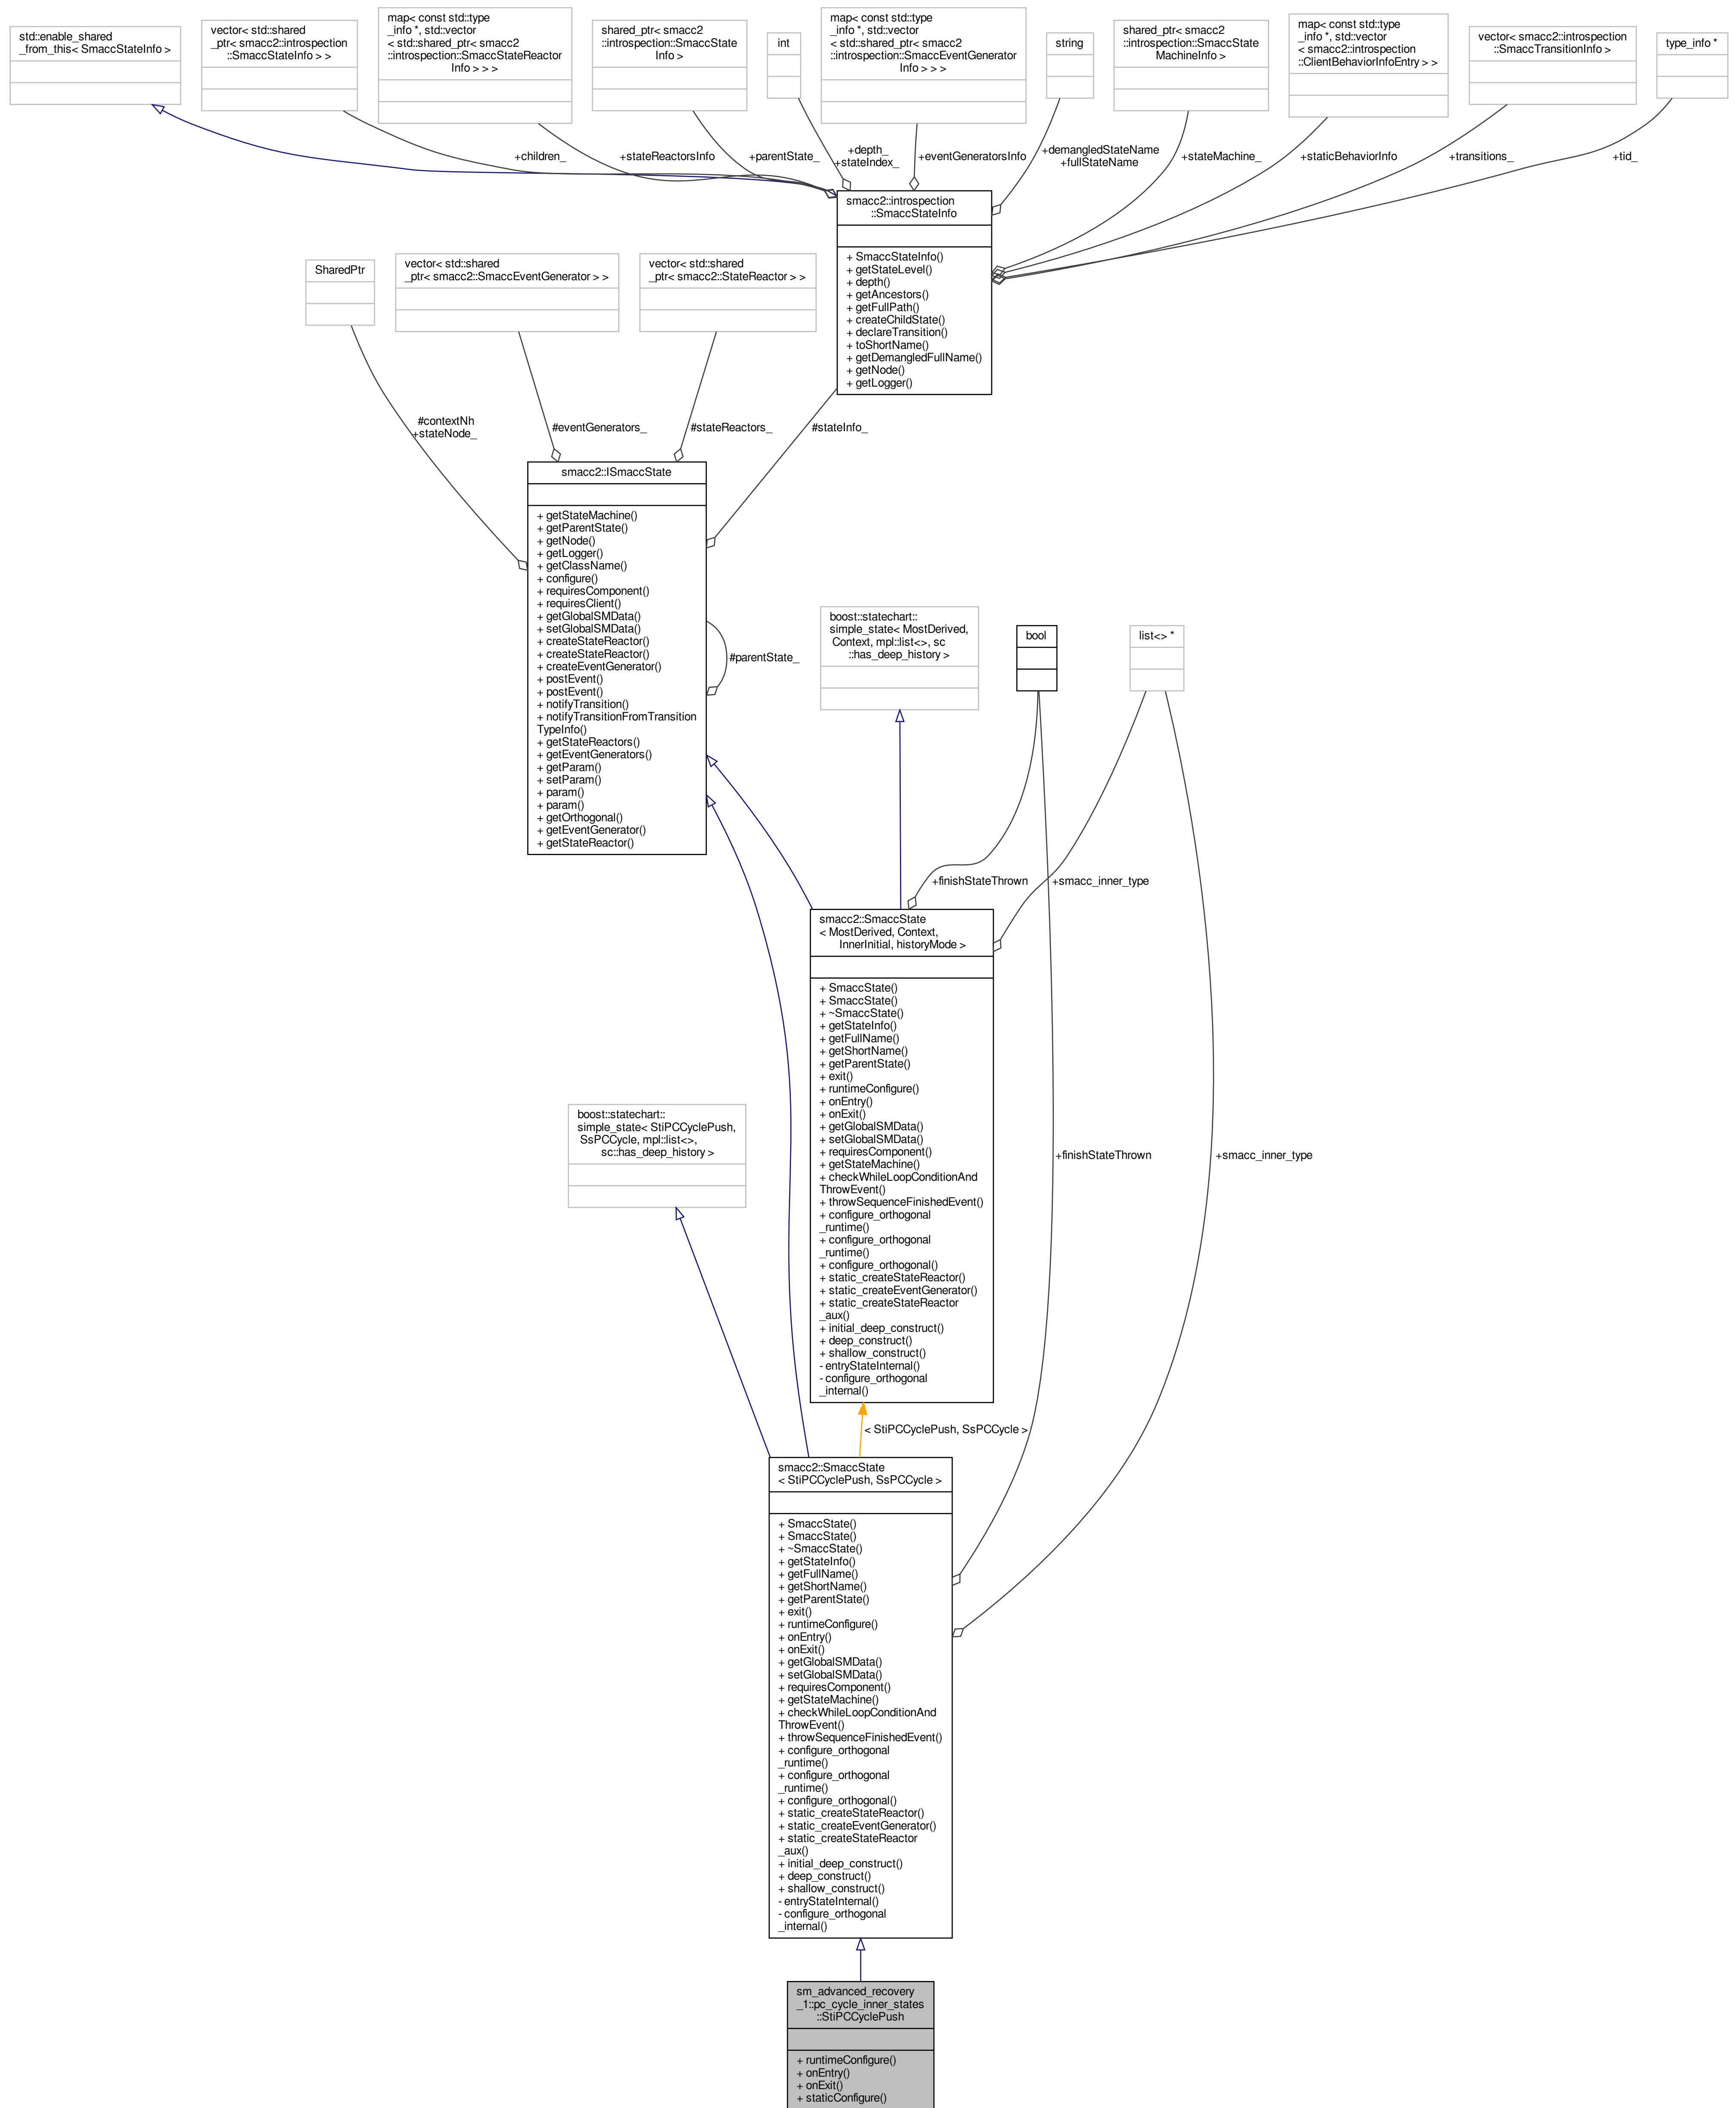 std::enable_shared
_from_this< SmaccStateInfo >
vector< std::shared
_ptr< smacc2::introspection
::SmaccStateInfo > >
map< const std::type
_info *, std::vector
< std::shared_ptr< smacc2
::introspection::SmaccStateReactor
Info > > >
shared_ptr< smacc2
::introspection::SmaccState
Info >
int
map< const std::type
_info *, std::vector
< std::shared_ptr< smacc2
::introspection::SmaccEventGenerator
Info > > >
string
shared_ptr< smacc2
::introspection::SmaccState
MachineInfo >
map< const std::type
_info *, std::vector
< smacc2::introspection
::ClientBehaviorInfoEntry > >
vector< smacc2::introspection
::SmaccTransitionInfo >
type_info *
+children_
+stateReactorsInfo
+parentState_
+depth_
+stateIndex_
+eventGeneratorsInfo
+demangledStateName
+fullStateName
+stateMachine_
+staticBehaviorInfo
+transitions_
+tid_
smacc2::introspection
::SmaccStateInfo
+ SmaccStateInfo()
+ getStateLevel()
+ depth()
+ getAncestors()
+ getFullPath()
+ createChildState()
+ declareTransition()
+ toShortName()
+ getDemangledFullName()
+ getNode()
+ getLogger()
SharedPtr
vector< std::shared
_ptr< smacc2::SmaccEventGenerator > >
vector< std::shared
_ptr< smacc2::StateReactor > >
#contextNh
+stateNode_
#eventGenerators_
#stateReactors_
#stateInfo_
smacc2::ISmaccState
+ getStateMachine()
+ getParentState()
+ getNode()
+ getLogger()
+ getClassName()
+ configure()
+ requiresComponent()
+ requiresClient()
+ getGlobalSMData()
+ setGlobalSMData()
+ createStateReactor()
+ createStateReactor()
+ createEventGenerator()
+ postEvent()
+ postEvent()
+ notifyTransition()
+ notifyTransitionFromTransition
TypeInfo()
+ getStateReactors()
+ getEventGenerators()
+ getParam()
+ setParam()
+ param()
+ param()
+ getOrthogonal()
+ getEventGenerator()
+ getStateReactor()
#parentState_
boost::statechart::
simple_state< MostDerived,
Context, mpl::list<>, sc
::has_deep_history >
bool
list<> *
+finishStateThrown
+smacc_inner_type
smacc2::SmaccState
< MostDerived, Context,
InnerInitial, historyMode >
+ SmaccState()
+ SmaccState()
+ ~SmaccState()
+ getStateInfo()
+ getFullName()
+ getShortName()
+ getParentState()
+ exit()
+ runtimeConfigure()
+ onEntry()
+ onExit()
+ getGlobalSMData()
+ setGlobalSMData()
+ requiresComponent()
+ getStateMachine()
+ checkWhileLoopConditionAnd
ThrowEvent()
+ throwSequenceFinishedEvent()
+ configure_orthogonal
_runtime()
+ configure_orthogonal
_runtime()
+ configure_orthogonal()
+ static_createStateReactor()
+ static_createEventGenerator()
+ static_createStateReactor
_aux()
+ initial_deep_construct()
+ deep_construct()
+ shallow_construct()
- entryStateInternal()
- configure_orthogonal
_internal()
boost::statechart::
simple_state< StiPCCyclePush,
SsPCCycle, mpl::list<>,
sc::has_deep_history >
+finishStateThrown
+smacc_inner_type
< StiPCCyclePush, SsPCCycle >
smacc2::SmaccState
< StiPCCyclePush, SsPCCycle >
+ SmaccState()
+ SmaccState()
+ ~SmaccState()
+ getStateInfo()
+ getFullName()
+ getShortName()
+ getParentState()
+ exit()
+ runtimeConfigure()
+ onEntry()
+ onExit()
+ getGlobalSMData()
+ setGlobalSMData()
+ requiresComponent()
+ getStateMachine()
+ checkWhileLoopConditionAnd
ThrowEvent()
+ throwSequenceFinishedEvent()
+ configure_orthogonal
_runtime()
+ configure_orthogonal
_runtime()
+ configure_orthogonal()
+ static_createStateReactor()
+ static_createEventGenerator()
+ static_createStateReactor
_aux()
+ initial_deep_construct()
+ deep_construct()
+ shallow_construct()
- entryStateInternal()
- configure_orthogonal
_internal()
sm_advanced_recovery
_1::pc_cycle_inner_states
::StiPCCyclePush
+ runtimeConfigure()
+ onEntry()
+ onExit()
+ staticConfigure()